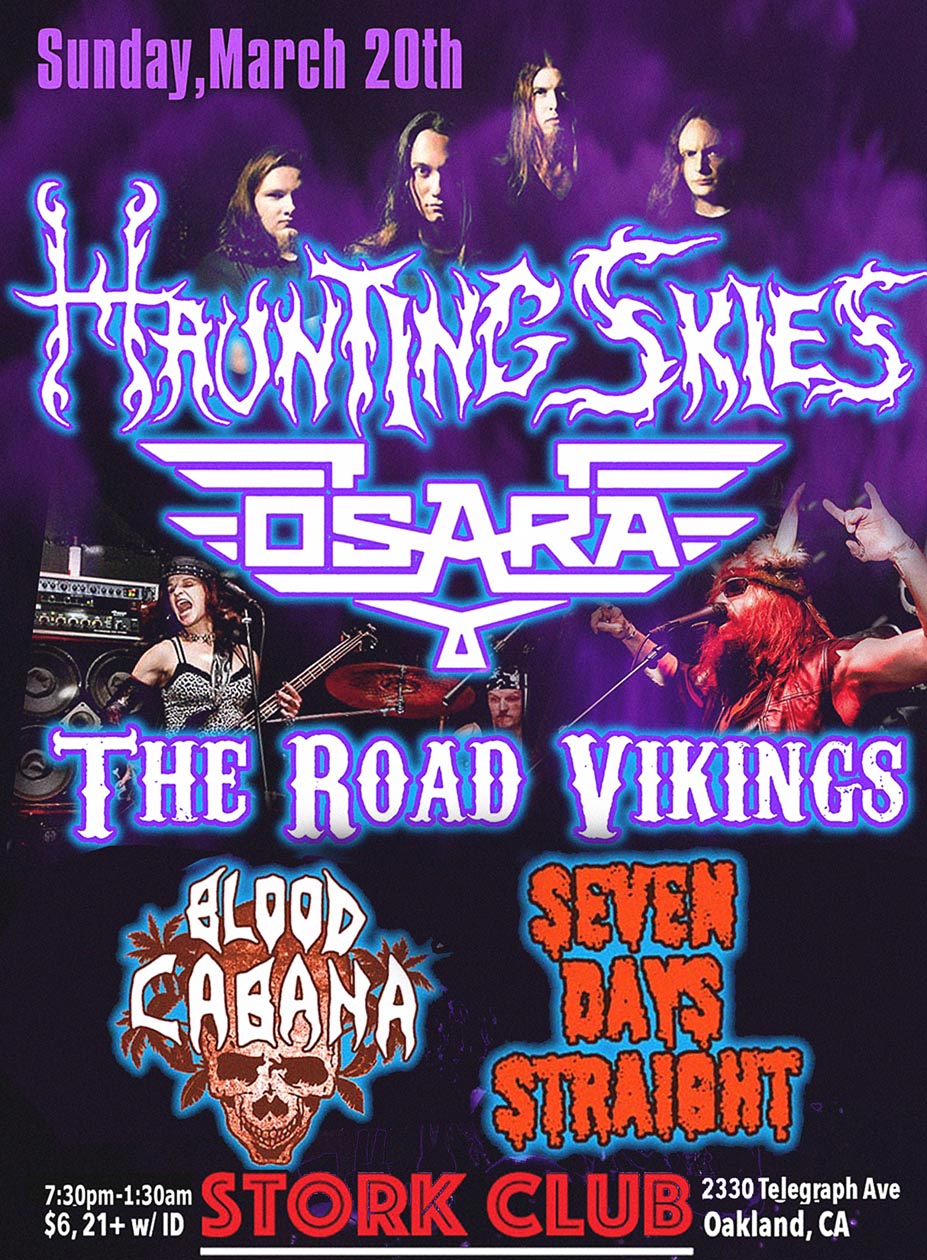 Sunday,March 20th
HAUNTING SKIES
OSARA
THE ROAD VIKINGS
BLOOD
CABANA
SEVEN
DAYS
STRAIGHT
7:30pm-1:30am
$6, 21+ w/ ID
STORK CLUB
2330 Telegraph Ave
Oakland, CA